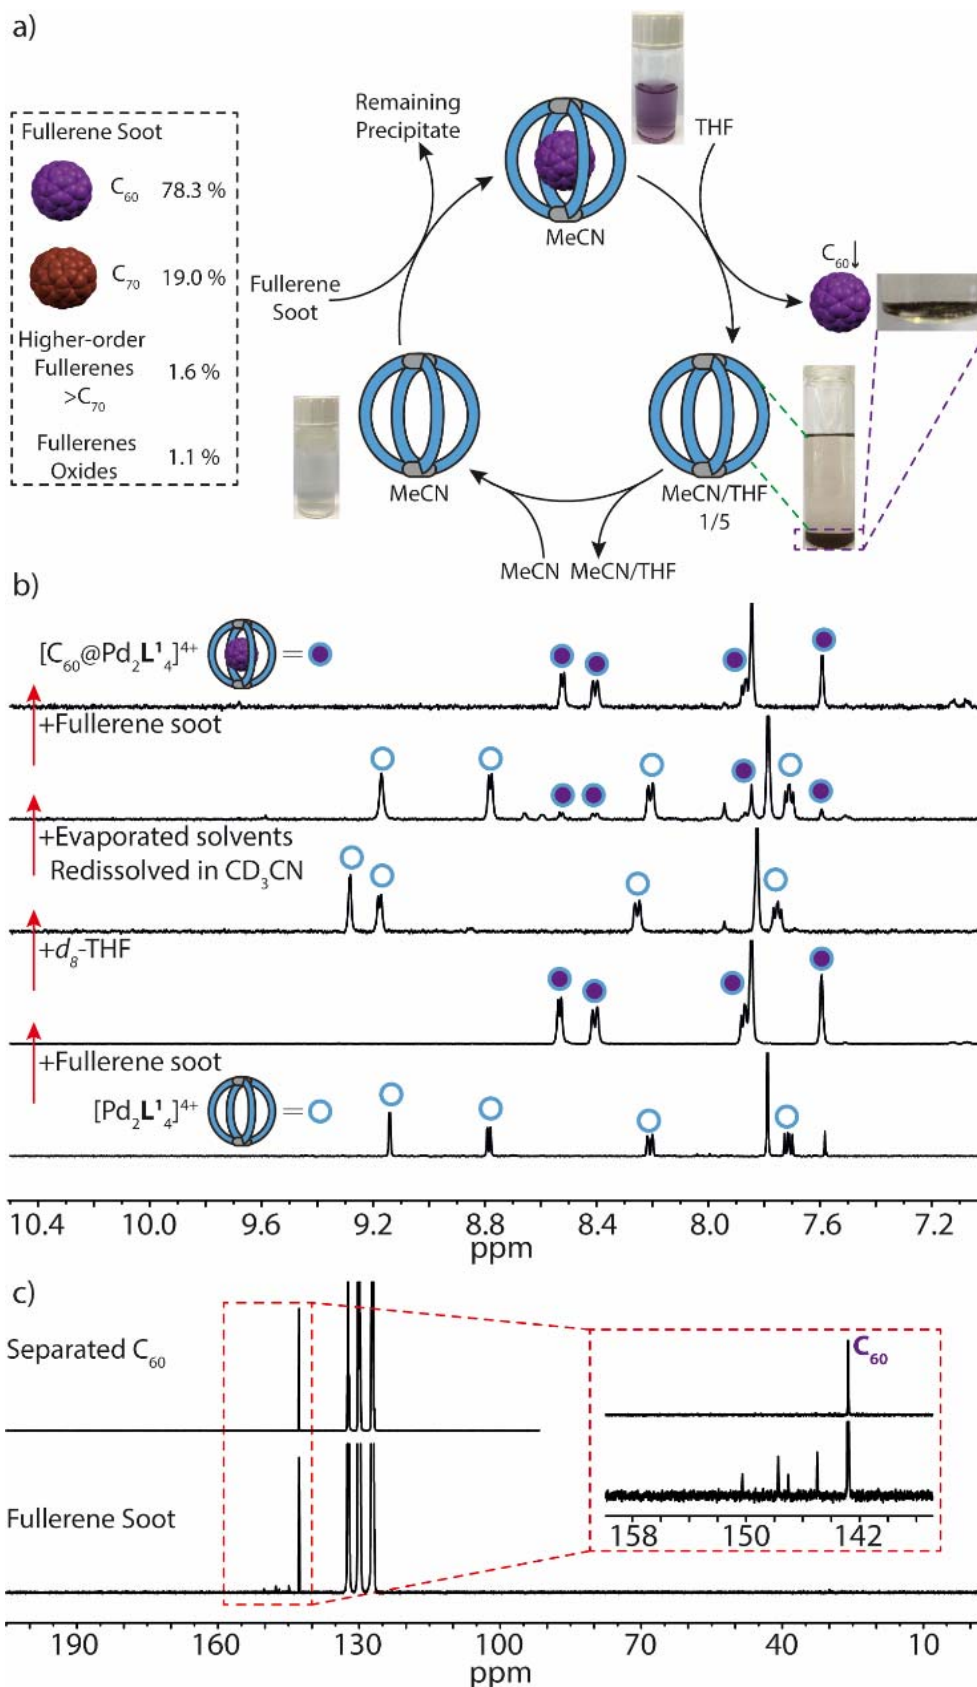 a)
Fullerene Soot
C₆₀ 78.3 %
C₇₀ 19.0 %
Higher-order
Fullerenes 1.6 %
>C₇₀
Fullerenes 1.1 %
Oxides
Remaining
Precipitate
THF
MeCN
Fullerene
Soot
C₆₀↓
MeCN
MeCN/THF
1/5
MeCN MeCN/THF
b)
[C₆₀@Pd₂L¹₄]⁴⁺ =
+Fullerene soot
+Evaporated solvents
Redissolved in CD₃CN
+d₈-THF
+Fullerene soot
[Pd₂L¹₄]⁴⁺ =
10.4 10.0 9.6 9.2 8.8 8.4 8.0 7.6 7.2
ppm
c)
Separated C₆₀
C₆₀
Fullerene Soot
158 150 142
190 160 130 100 70 40 10
ppm